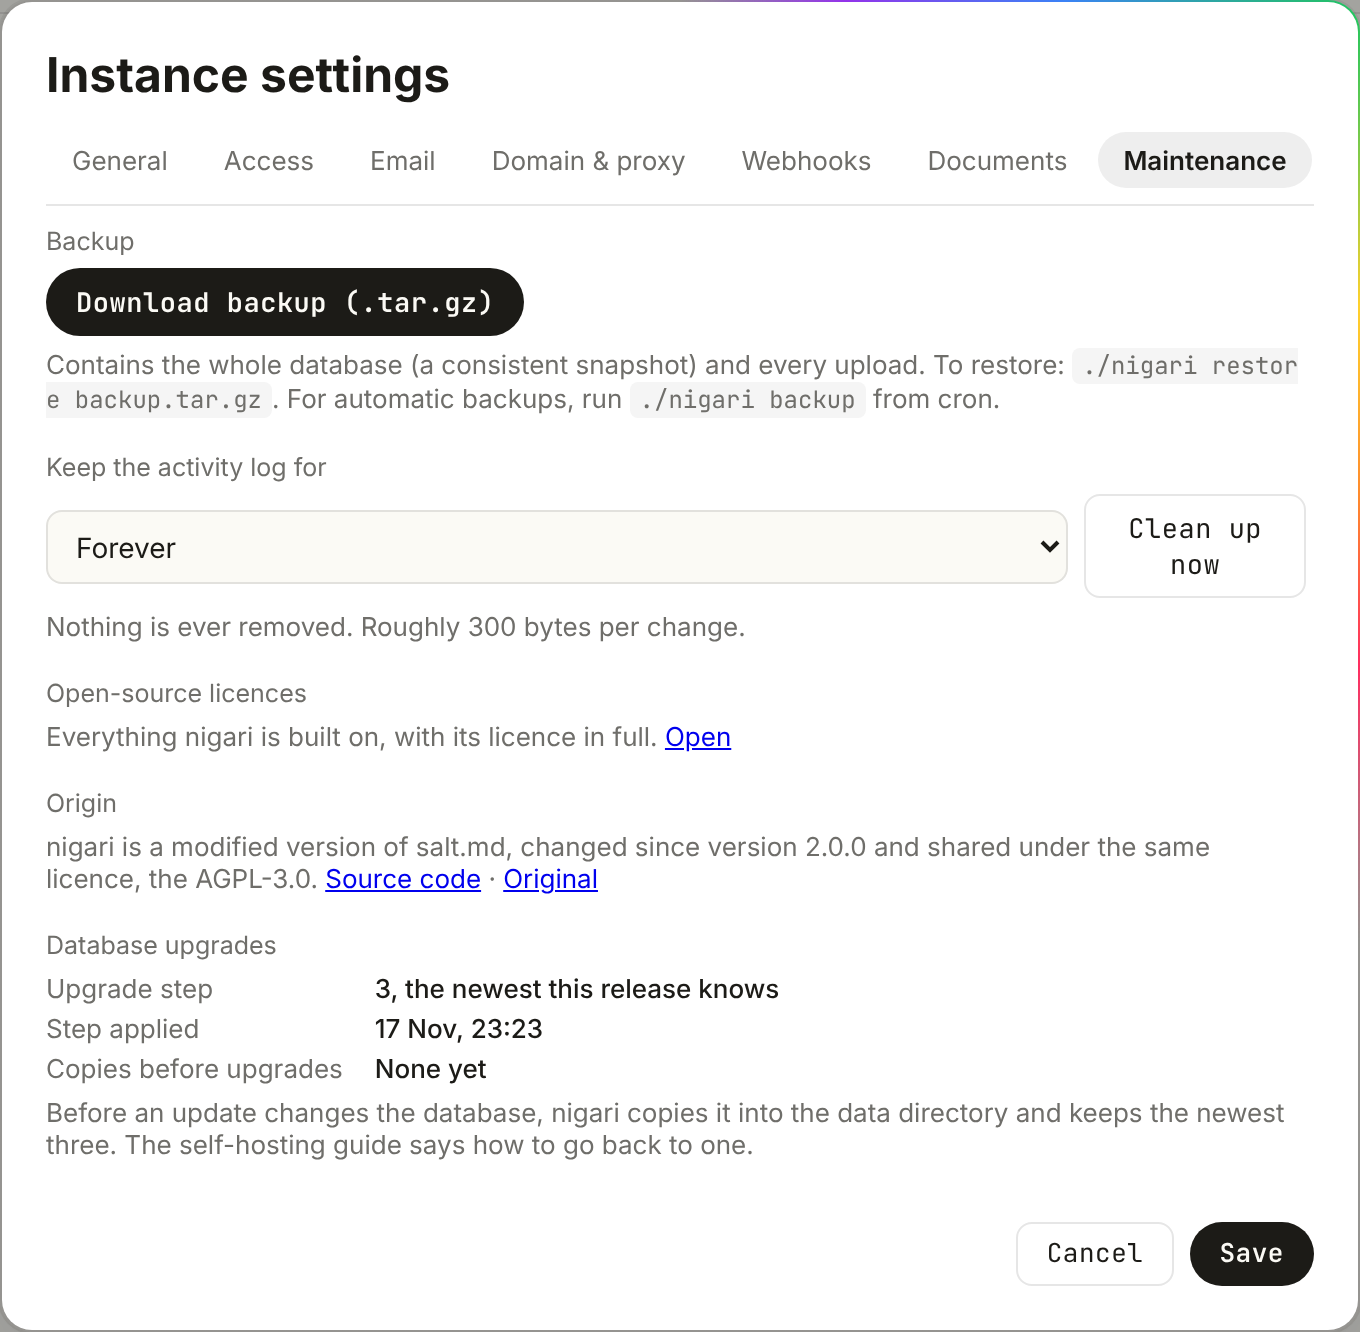 Instance settings
General Access Email Domain & proxy Webhooks Documents Maintenance
Backup
Download backup (.tar.gz)
Contains the whole database (a consistent snapshot) and every upload. To restore: ./nigari restor
e backup.tar.gz. For automatic backups, run ./nigari backup from cron.
Keep the activity log for
Forever
Clean up
now
Nothing is ever removed. Roughly 300 bytes per change.
Open-source licences
Everything nigari is built on, with its licence in full. Open
Origin
nigari is a modified version of salt.md, changed since version 2.0.0 and shared under the same
licence, the AGPL-3.0. Source code · Original
Database upgrades
Upgrade step 3, the newest this release knows
Step applied 17 Nov, 23:23
Copies before upgrades None yet
Before an update changes the database, nigari copies it into the data directory and keeps the newest
three. The self-hosting guide says how to go back to one.
Cancel Save